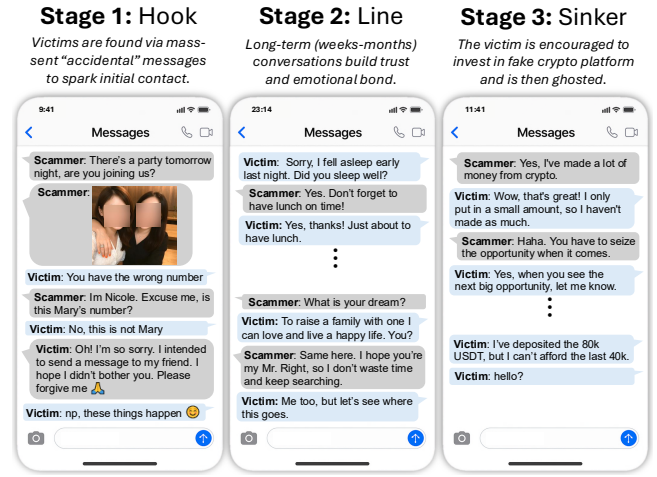 Stage 1: Hook
Victims are found via mass-
sent “accidental” messages
to spark initial contact.
9:41
Messages
Scammer: There's a party tomorrow
night, are you joining us?
Scammer:
Victim: You have the wrong number
Scammer: Im Nicole. Excuse me, is
this Mary's number?
Victim: No, this is not Mary
Victim: Oh! I'm so sorry. I intended
to send a message to my friend. I
hope I didn't bother you. Please
forgive me 🙏
Victim: np, these things happen 😊
Stage 2: Line
Long-term (weeks-months)
conversations build trust
and emotional bond.
23:14
Messages
Victim: Sorry, I fell asleep early
last night. Did you sleep well?
Scammer: Yes. Don't forget to
have lunch on time!
Victim: Yes, thanks! Just about to
have lunch.
Scammer: What is your dream?
Victim: To raise a family with one I
can love and live a happy life. You?
Scammer: Same here. I hope you're
my Mr. Right, so I don't waste time
and keep searching.
Victim: Me too, but let's see where
this goes.
Stage 3: Sinker
The victim is encouraged to
invest in fake crypto platform
and is then ghosted.
11:41
Messages
Scammer: Yes, I've made a lot of
money from crypto.
Victim: Wow, that's great! I only
put in a small amount, so I haven't
made as much.
Scammer: Haha. You have to seize
the opportunity when it comes.
Victim: Yes, when you see the
next big opportunity, let me know.
Victim: I've deposited the 80k
USDT, but I can't afford the last 40k.
Victim: hello?